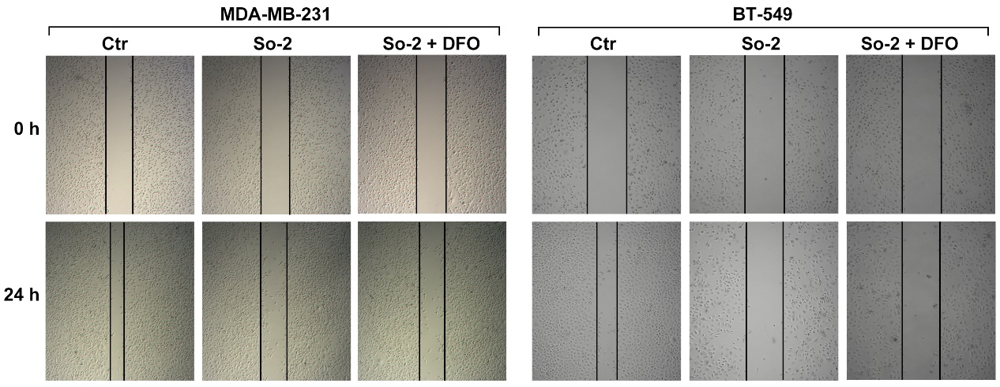 MDA-MB-231
BT-549
Ctr
So-2
So-2 + DFO
Ctr
So-2
So-2 + DFO
0 h
24 h